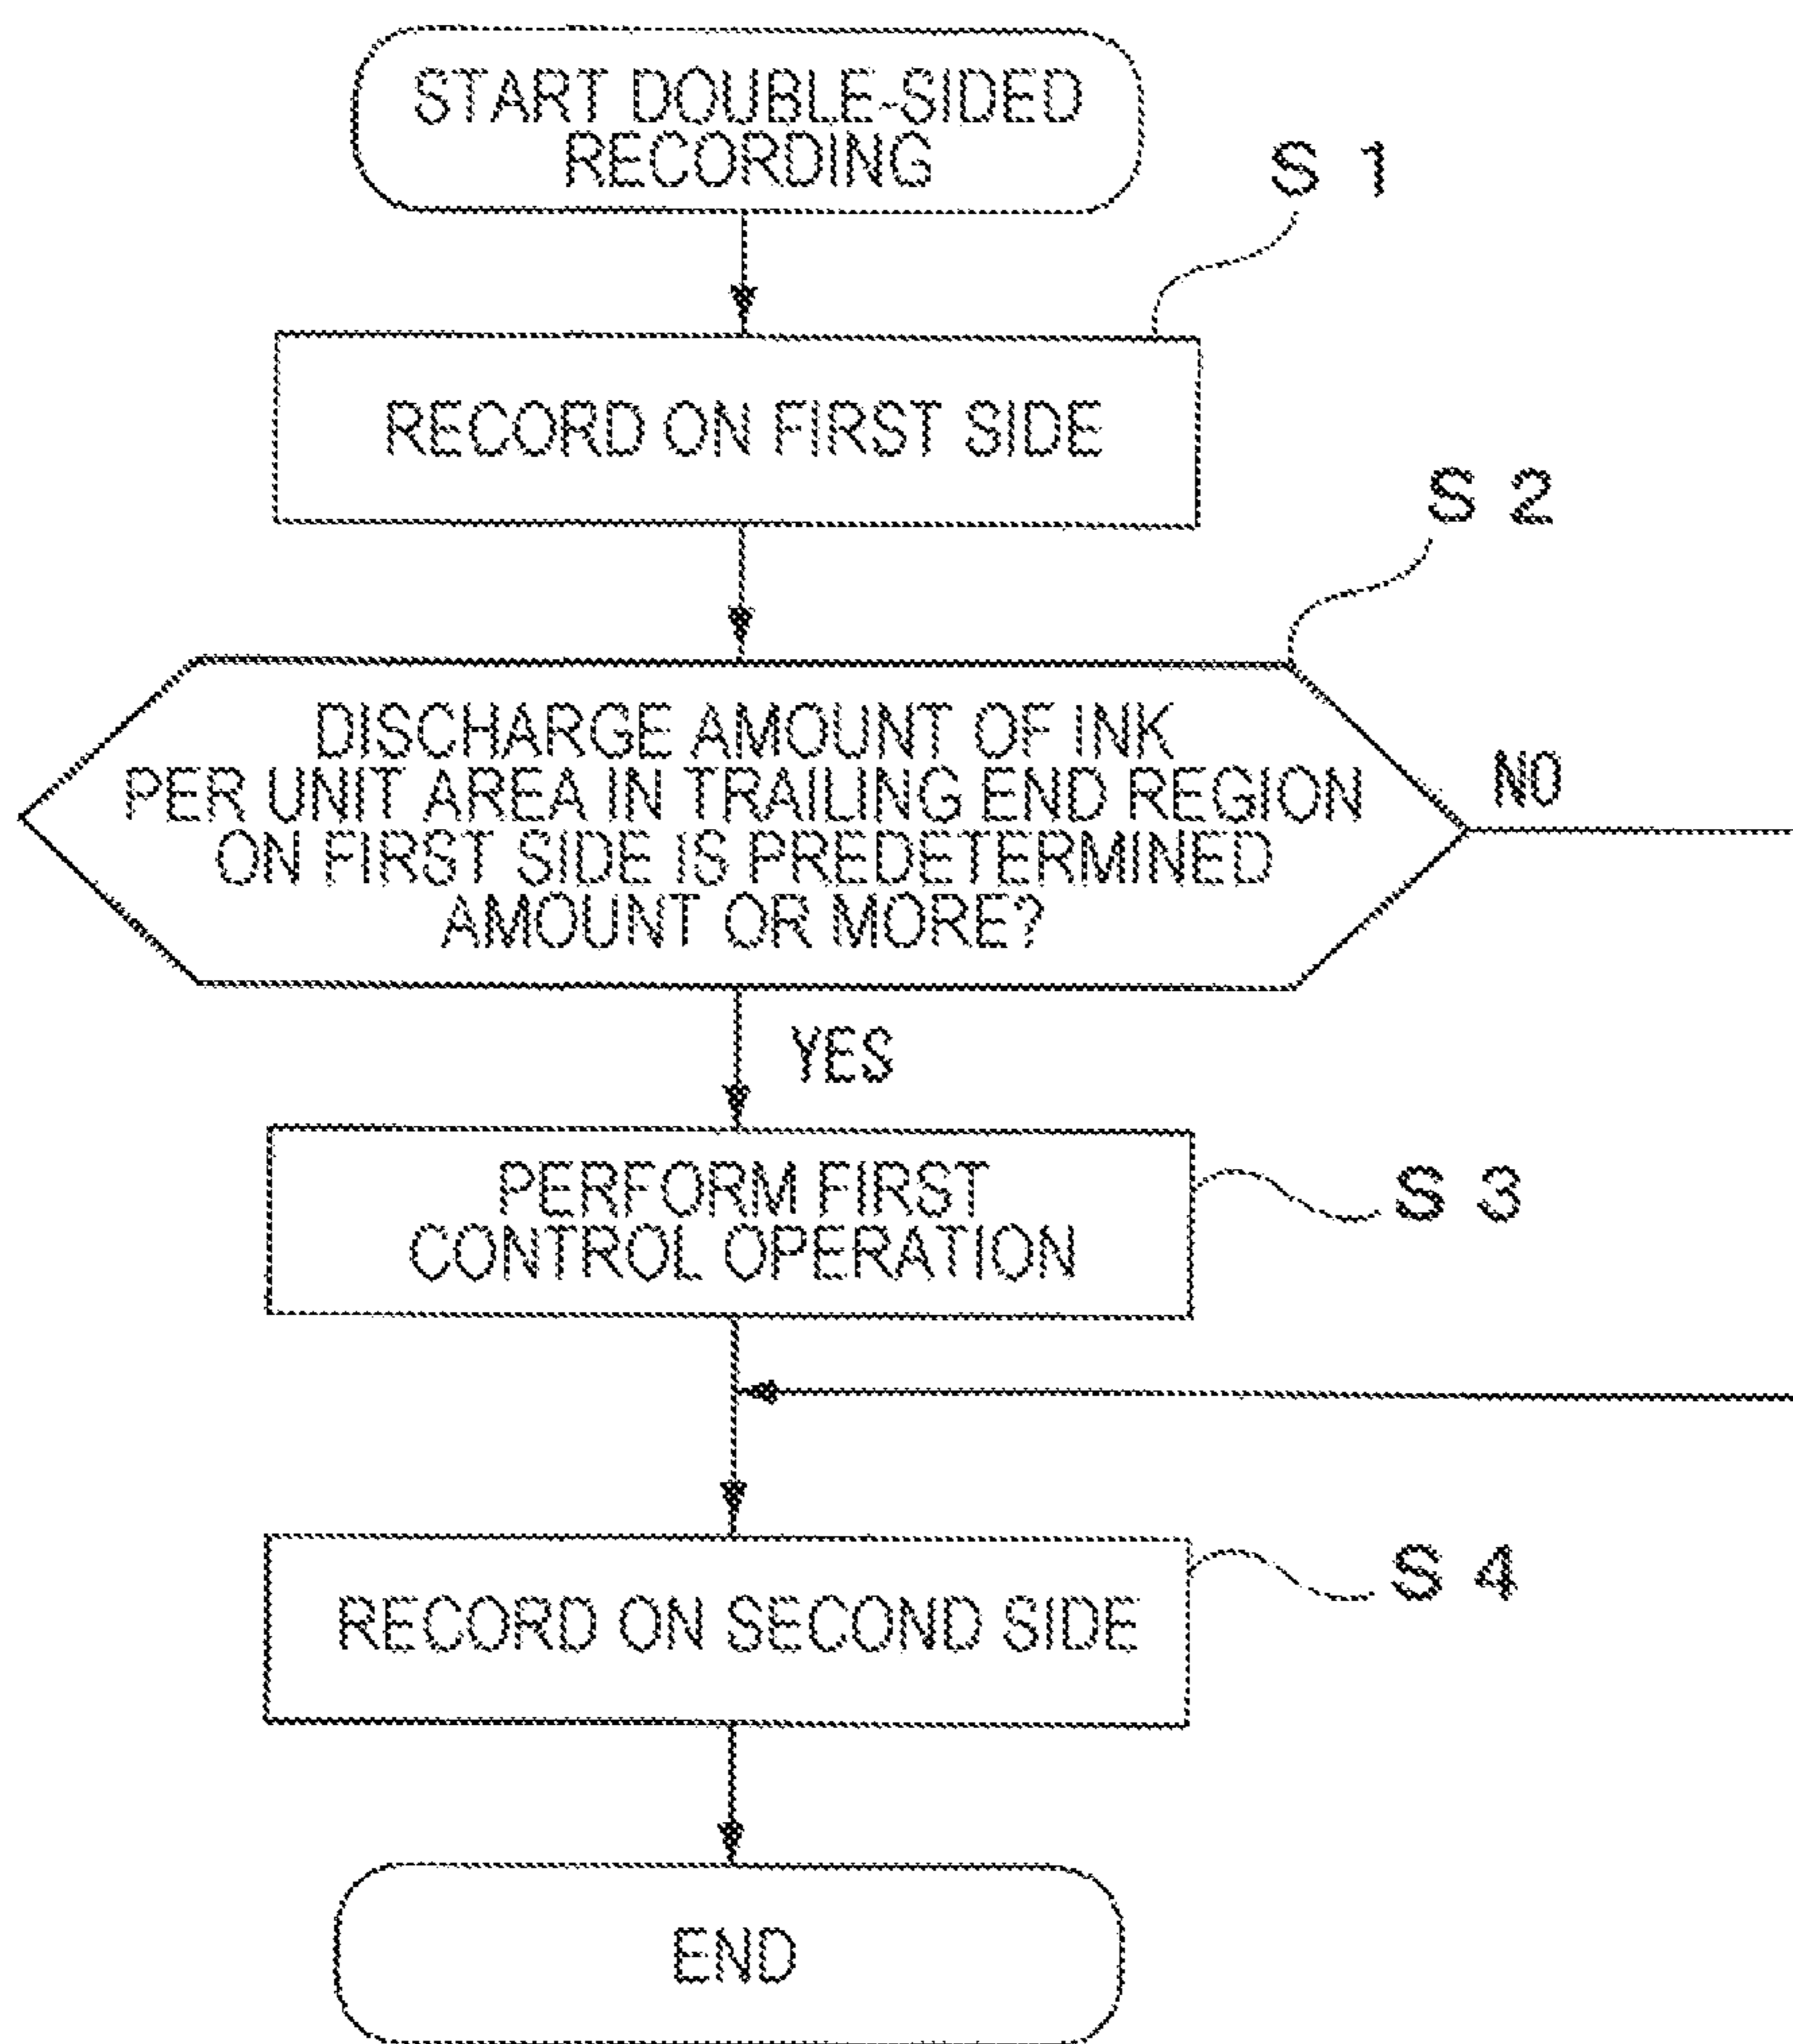 START DOUBLE-SIDED
RECORDING
S 1
RECORD ON FIRST SIDE
S 2
DISCHARGE AMOUNT OF INK
PER UNIT AREA IN TRAILING END REGION
ON FIRST SIDE IS PREDETERMINED
AMOUNT OR MORE?
NO
YES
PERFORM FIRST
CONTROL OPERATION
S 3
RECORD ON SECOND SIDE
S 4
END